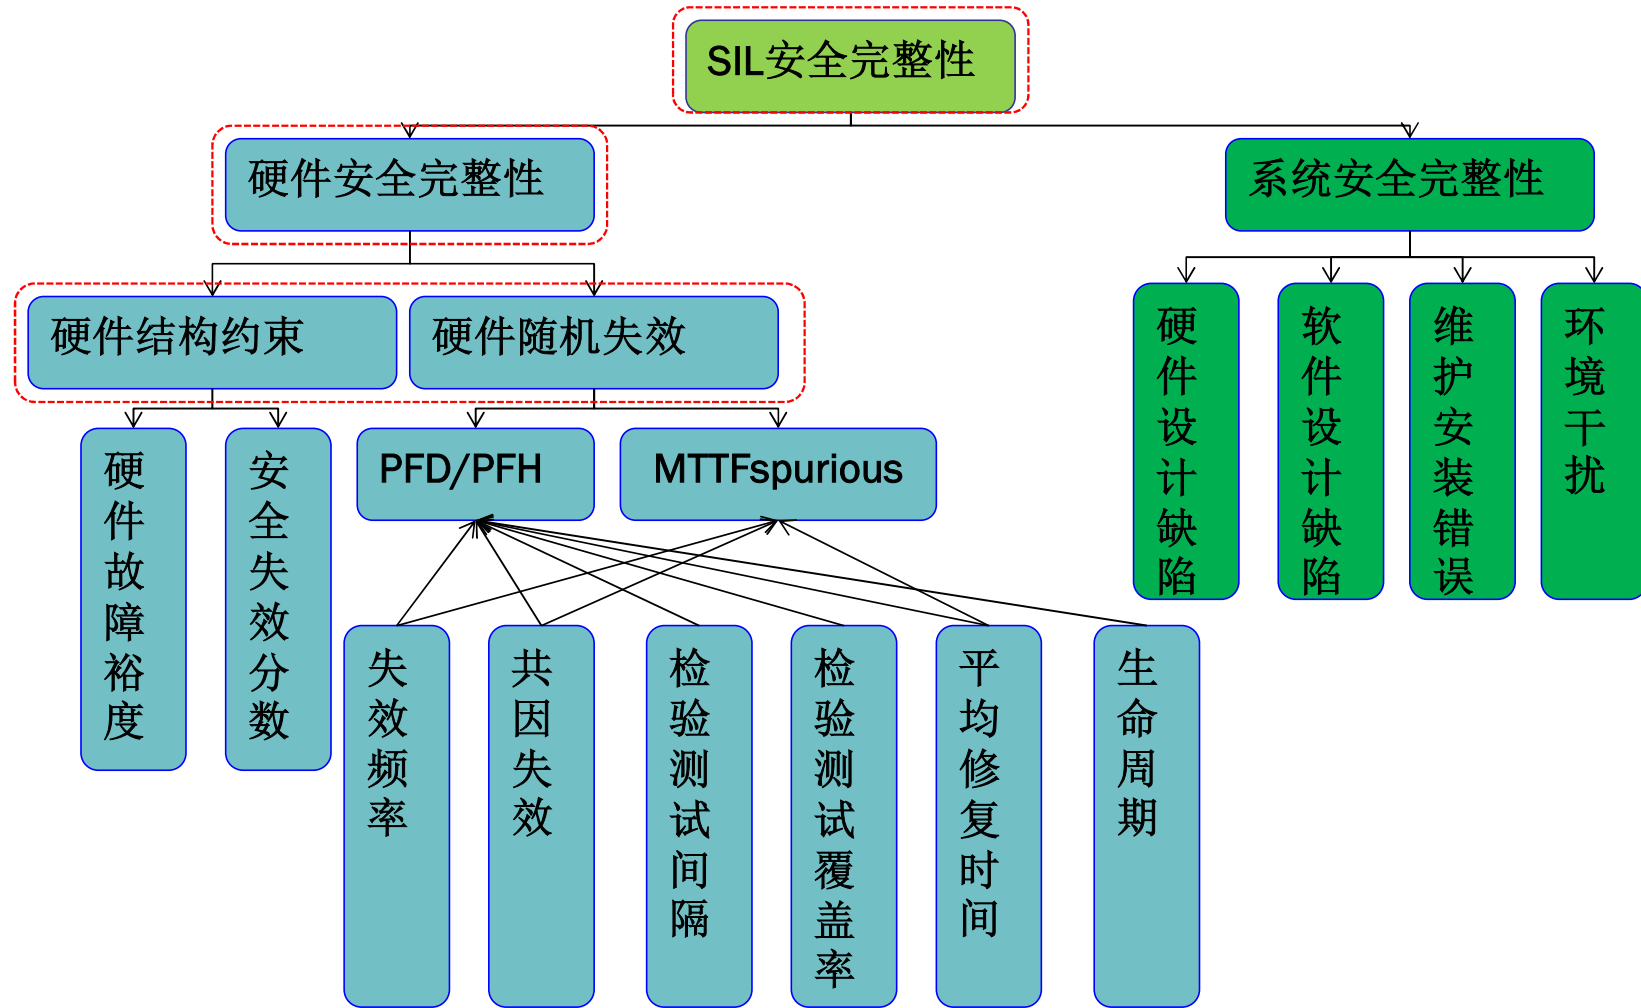 SIL安全完整性
硬件安全完整性
系统安全完整性
硬件结构约束
硬件随机失效
硬件设计缺陷
软件设计缺陷
维护安装错误
环境干扰
硬件故障裕度
安全失效分数
PFD/PFH
MTTFspurious
失效频率
共因失效
检验测试间隔
检验测试覆盖率
平均修复时间
生命周期